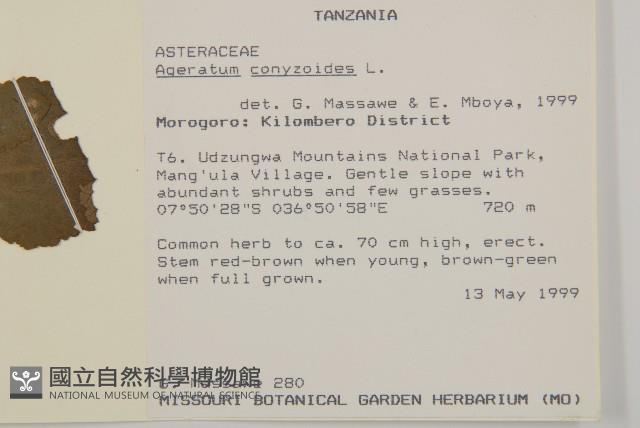 TANZANIA
ASTERACEAE
Ageratum conyzoides L.
det. G. Massawe & E. Mboya, 1999
Morogoro: Kilombero District
T6. Udzungwa Mountains National Park,
Mang'ula Village. Gentle slope with
abundant shrubs and few grasses.
07°50'28"S 036°50'58"E 720 m
Common herb to ca. 70 cm high, erect.
Stem red-brown when young, brown-green
when full grown.
13 May 1999
G. Massawe 280
MISSOURI BOTANICAL GARDEN HERBARIUM (MO)
國立自然科學博物館
NATIONAL MUSEUM OF NATURAL SCIENCE